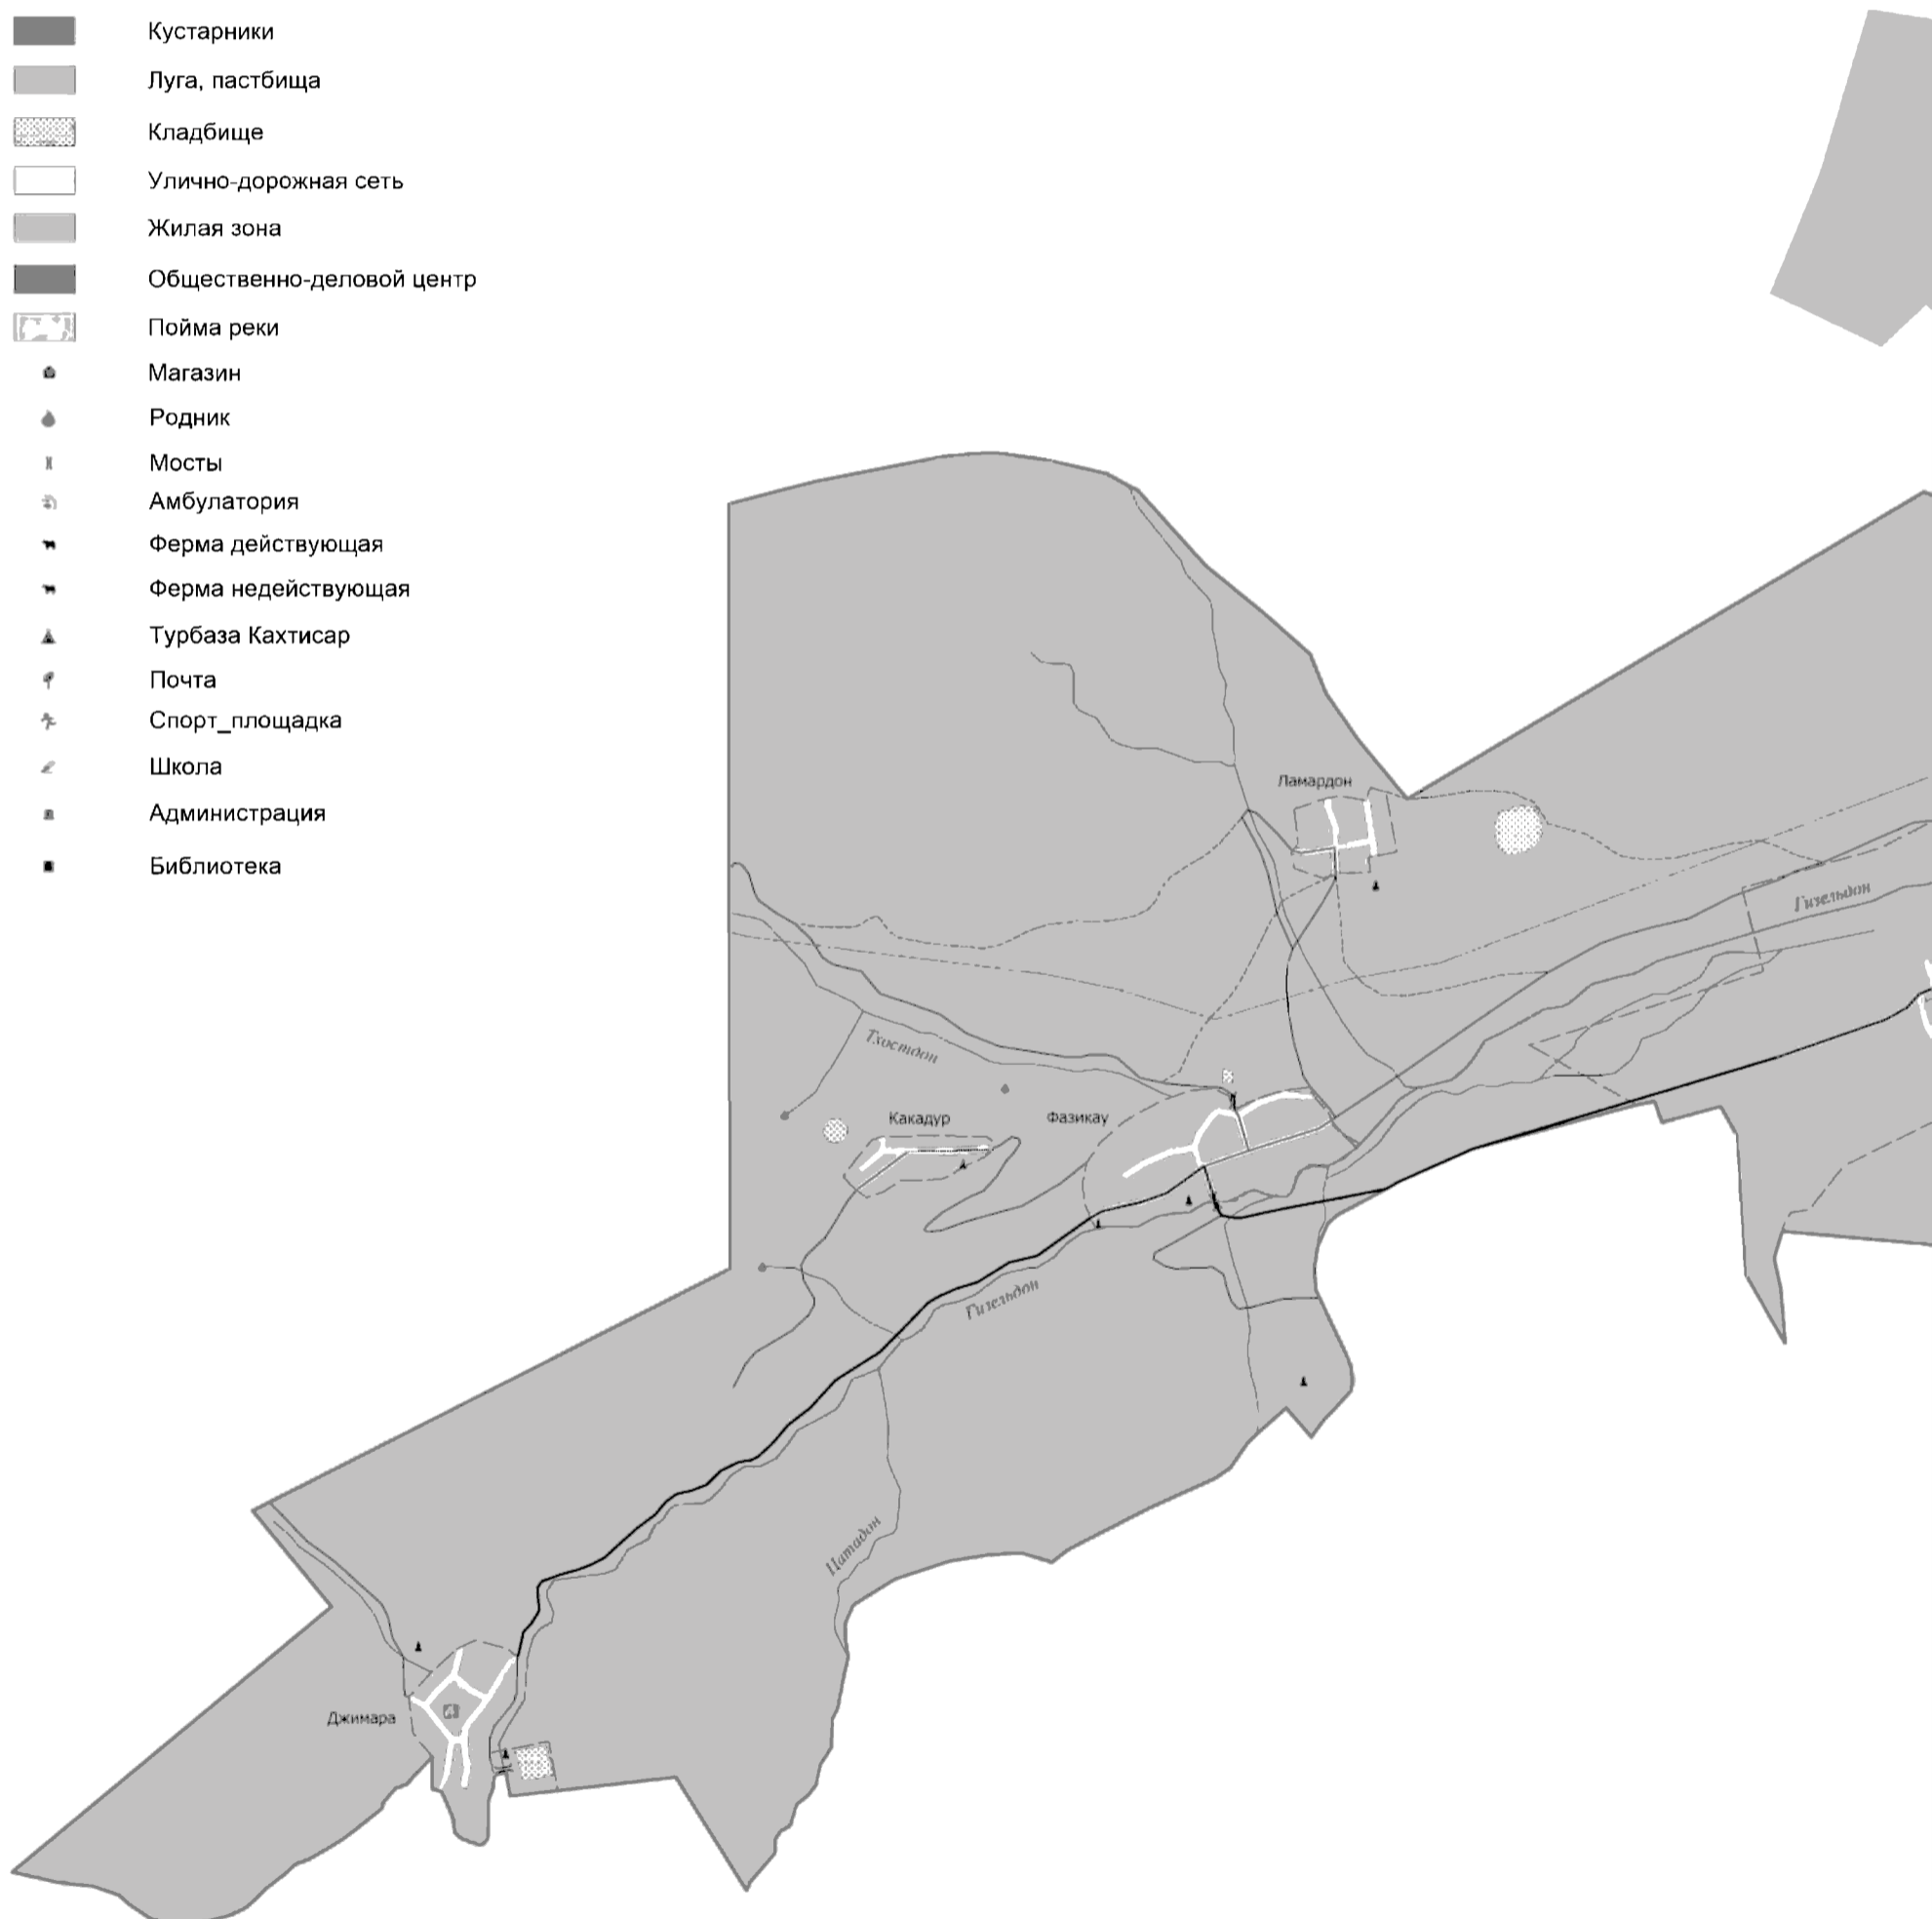 Кустарники
Луга, пастбища
Кладбище
Улично-дорожная сеть
Жилая зона
Общественно-деловой центр
Пойма реки
Магазин
Родник
Мосты
Амбулатория
Ферма действующая
Ферма недействующая
Турбаза Кахтисар
Почта
Спорт_площадка
Школа
Администрация
Библиотека
Ламардон
Гизельдон
Тхостдон
Какадур
Фазикау
Гизельдон
Цатадон
Джимара